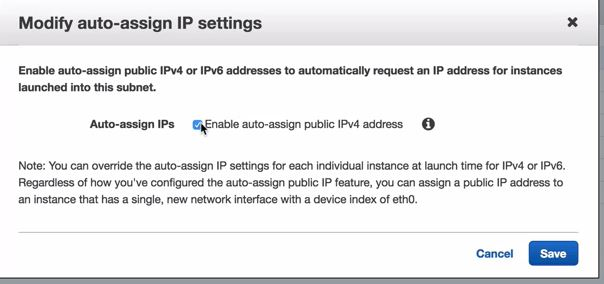 Modify auto-assign IP settings
Enable auto-assign public IPv4 or IPv6 addresses to automatically request an IP address for instances
launched into this subnet.
Auto-assign IPs Enable auto-assign public IPv4 address
Note: You can override the auto-assign IP settings for each individual instance at launch time for IPv4 or IPv6.
Regardless of how you've configured the auto-assign public IP feature, you can assign a public IP address to
an instance that has a single, new network interface with a device index of eth0.
Cancel Save